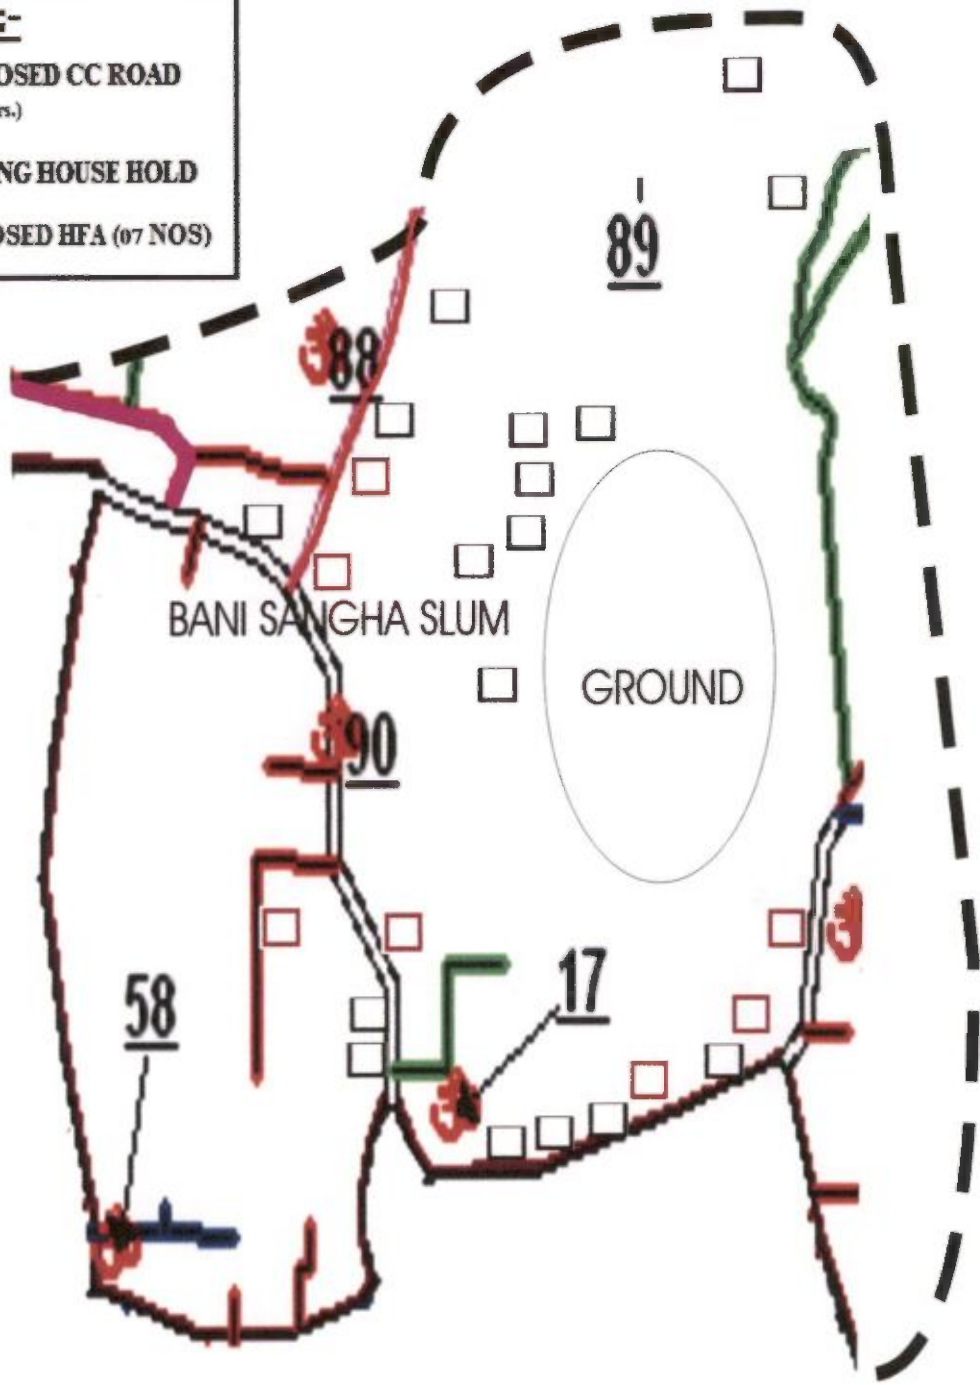 OSED CC ROAD
rs.)
NG HOUSE HOLD
OSED HFA (07 NOS)
89
88
BANI SANGHA SLUM
GROUND
90
17
58